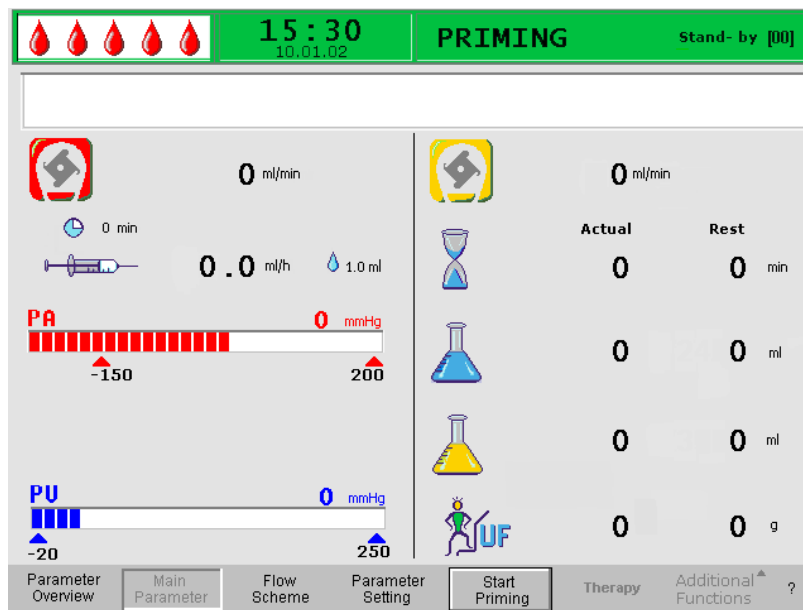 15:30
10.01.02
PRIMING
Stand- by [00]
0 ml/min
0 min
0.0 ml/h
1.0 ml
PA 0 mmHg
-150 200
PV 0 mmHg
-20 250
0 ml/min
Actual Rest
0 0 min
0 0 ml
0 0 ml
UF 0 0 g
Parameter Overview
Main Parameter
Flow Scheme
Parameter Setting
Start Priming
Therapy
Additional Functions
?